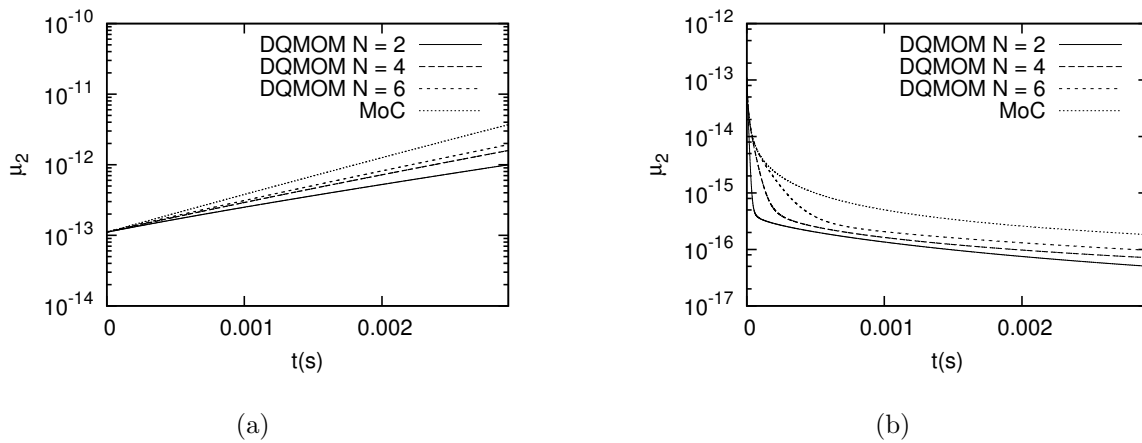 10^-10
10^-11
10^-12
10^-13
10^-14
μ2
DQMOM N = 2
DQMOM N = 4
DQMOM N = 6
MoC
0
0.001
0.002
t(s)
(a)
10^-12
10^-13
10^-14
10^-15
10^-16
10^-17
μ2
DQMOM N = 2
DQMOM N = 4
DQMOM N = 6
MoC
0
0.001
0.002
t(s)
(b)